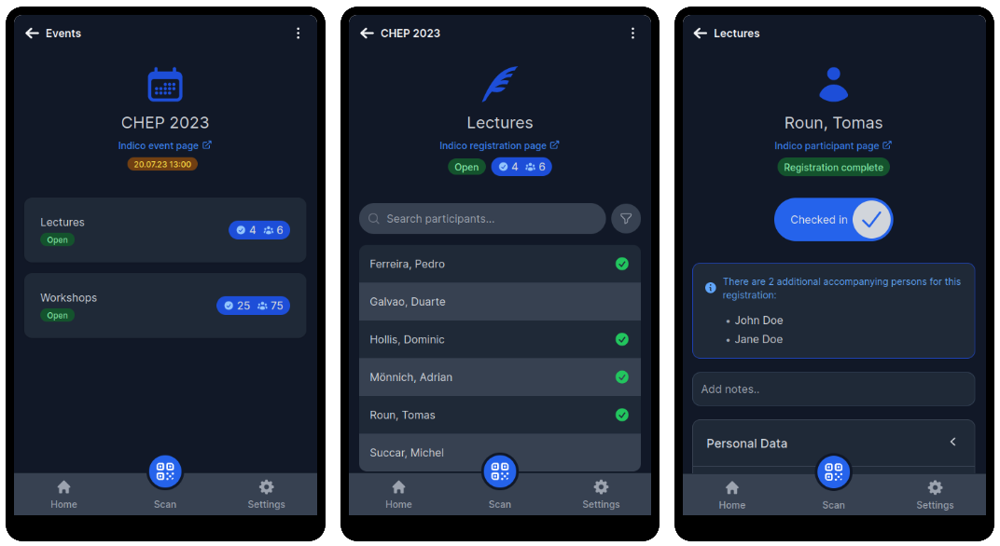 Events
CHEP 2023
Indico event page
20.07.23 13:00
Lectures
Open
4 6
Workshops
Open
25 75
Home
Scan
Settings
CHEP 2023
Lectures
Indico registration page
Open 4 6
Search participants...
Ferreira, Pedro
Galvao, Duarte
Hollis, Dominic
Mönnich, Adrian
Roun, Tomas
Succar, Michel
Home
Scan
Settings
Lectures
Roun, Tomas
Indico participant page
Registration complete
Checked in
There are 2 additional accompanying persons for this
registration:
• John Doe
• Jane Doe
Add notes..
Personal Data
Home
Scan
Settings